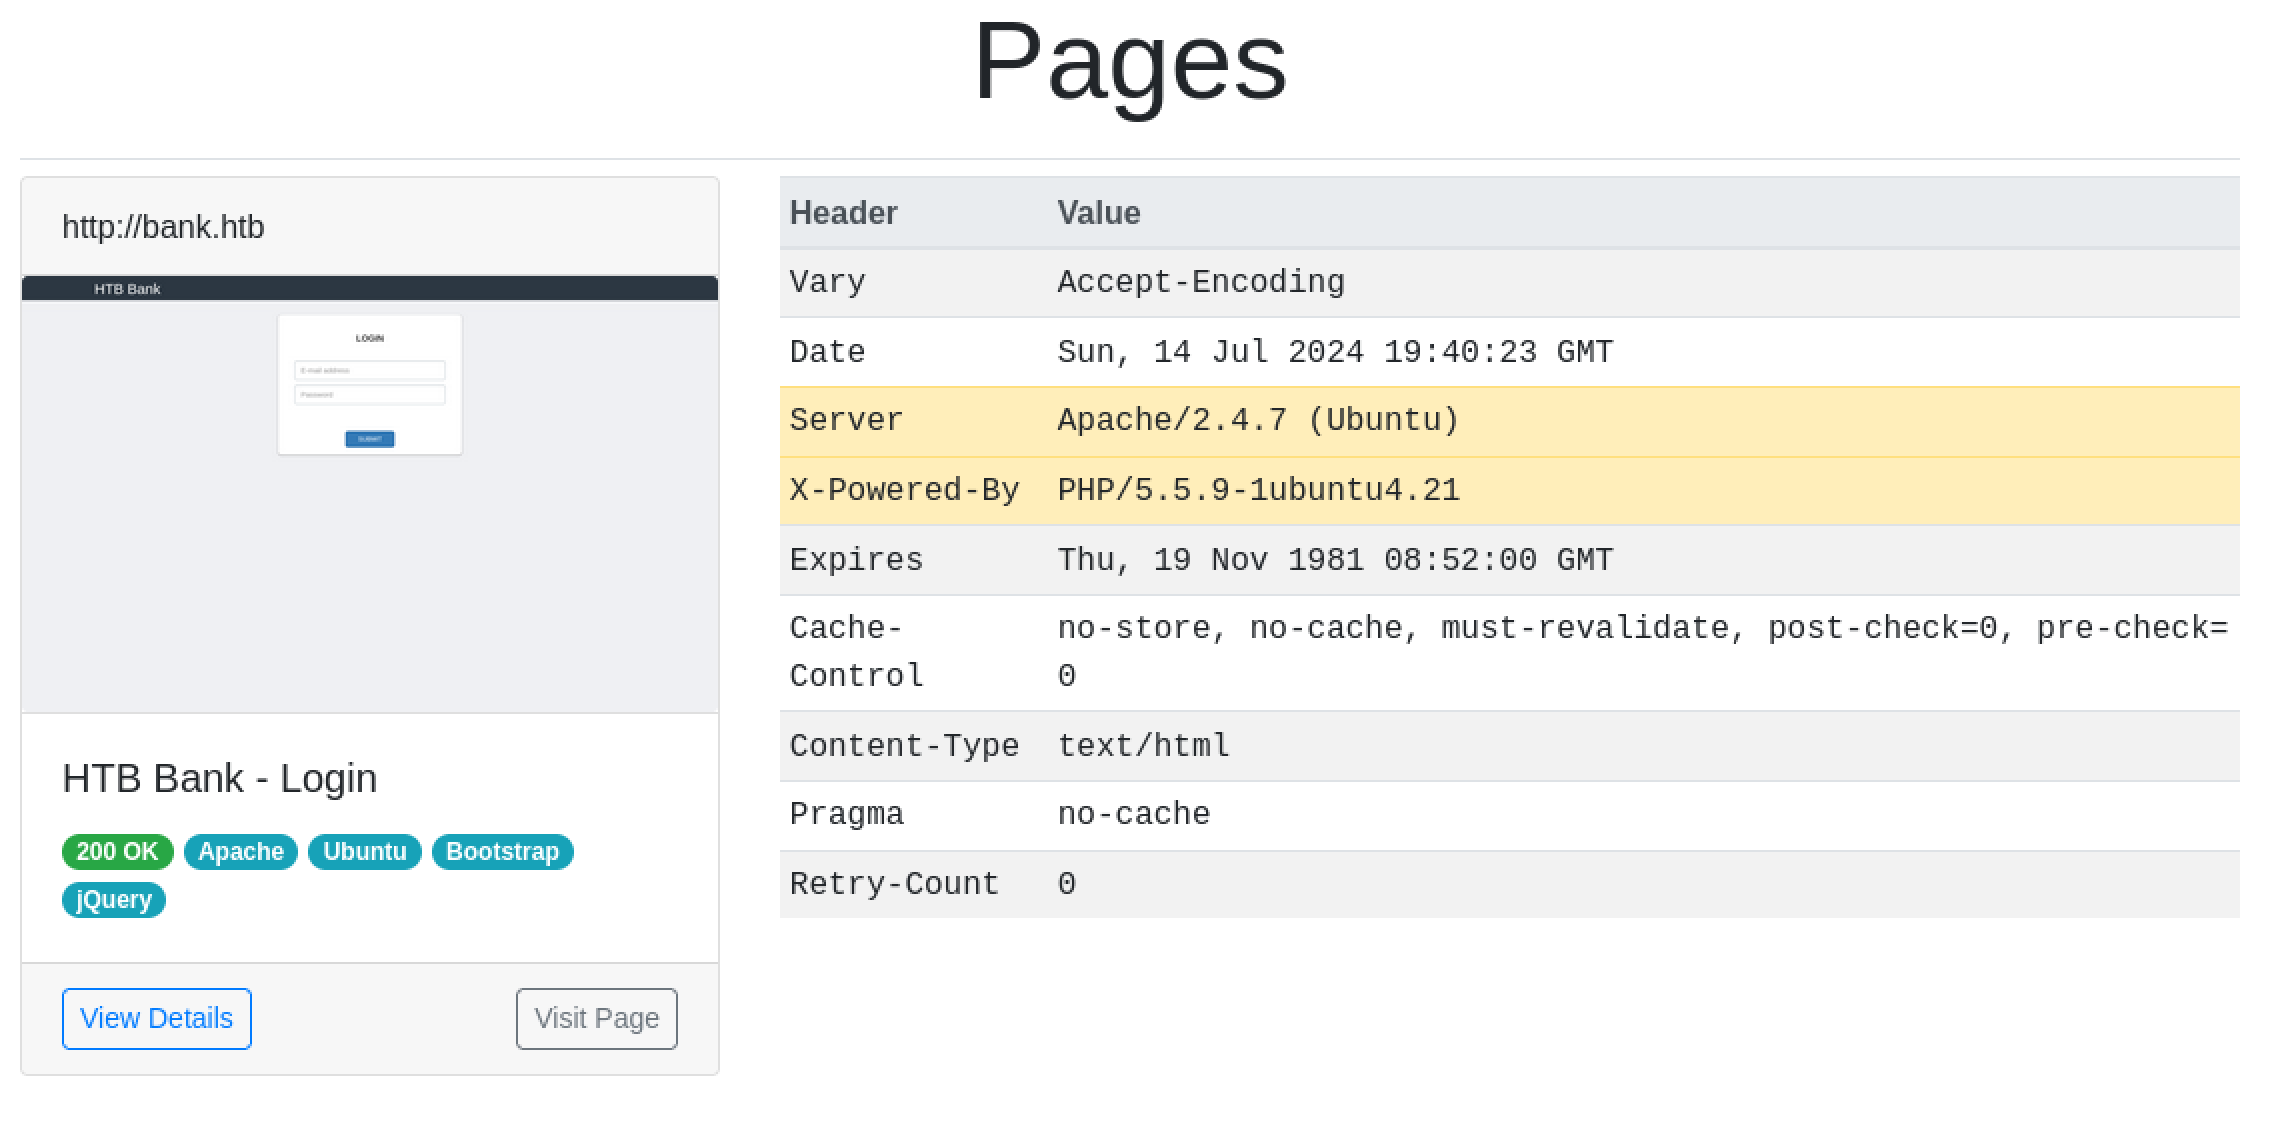 Pages
http://bank.htb
HTB Bank
LOGIN
E-mail address
Password
SUBMIT
HTB Bank - Login
200 OK Apache Ubuntu Bootstrap
jQuery
View Details Visit Page
Header Value
Vary Accept-Encoding
Date Sun, 14 Jul 2024 19:40:23 GMT
Server Apache/2.4.7 (Ubuntu)
X-Powered-By PHP/5.5.9-1ubuntu4.21
Expires Thu, 19 Nov 1981 08:52:00 GMT
Cache- no-store, no-cache, must-revalidate, post-check=0, pre-check=
Control 0
Content-Type text/html
Pragma no-cache
Retry-Count 0